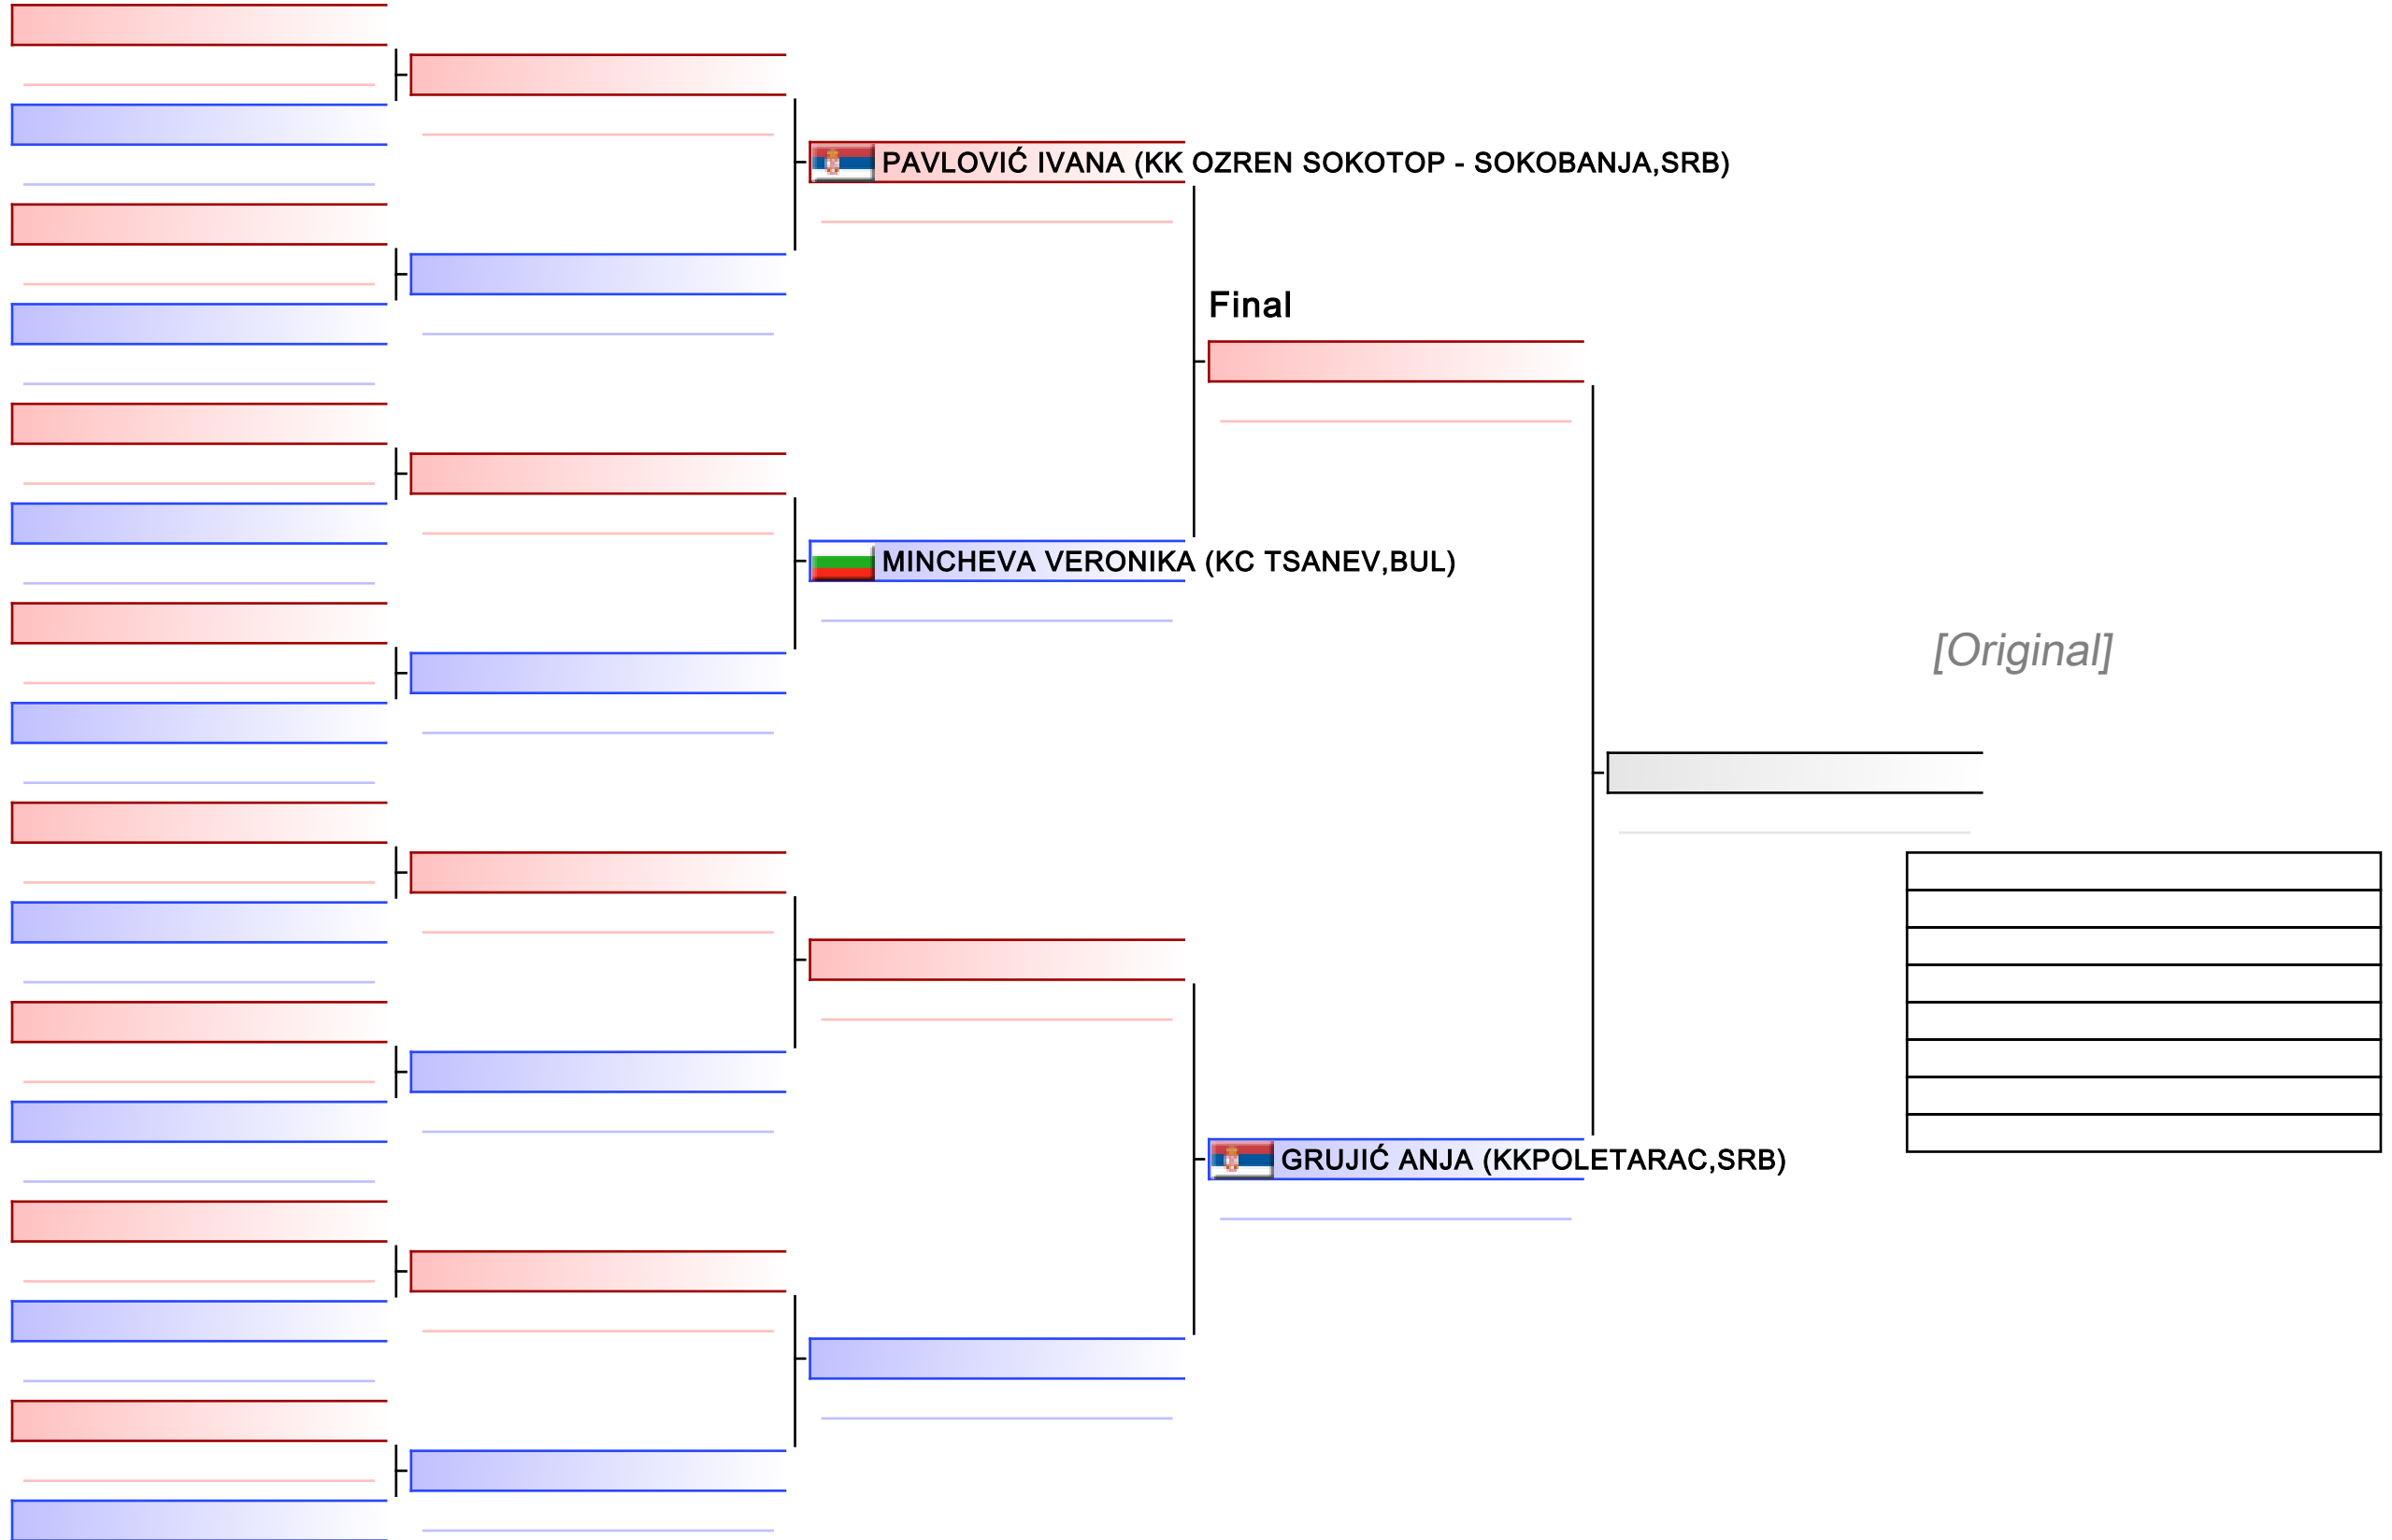 PAVLOVIĆ IVANA (KK OZREN SOKOTOP - SOKOBANJA,SRB)
Final
MINCHEVA VERONIKA (KC TSANEV,BUL)
[Original]
GRUJIĆ ANJA (KKPOLETARAC,SRB)